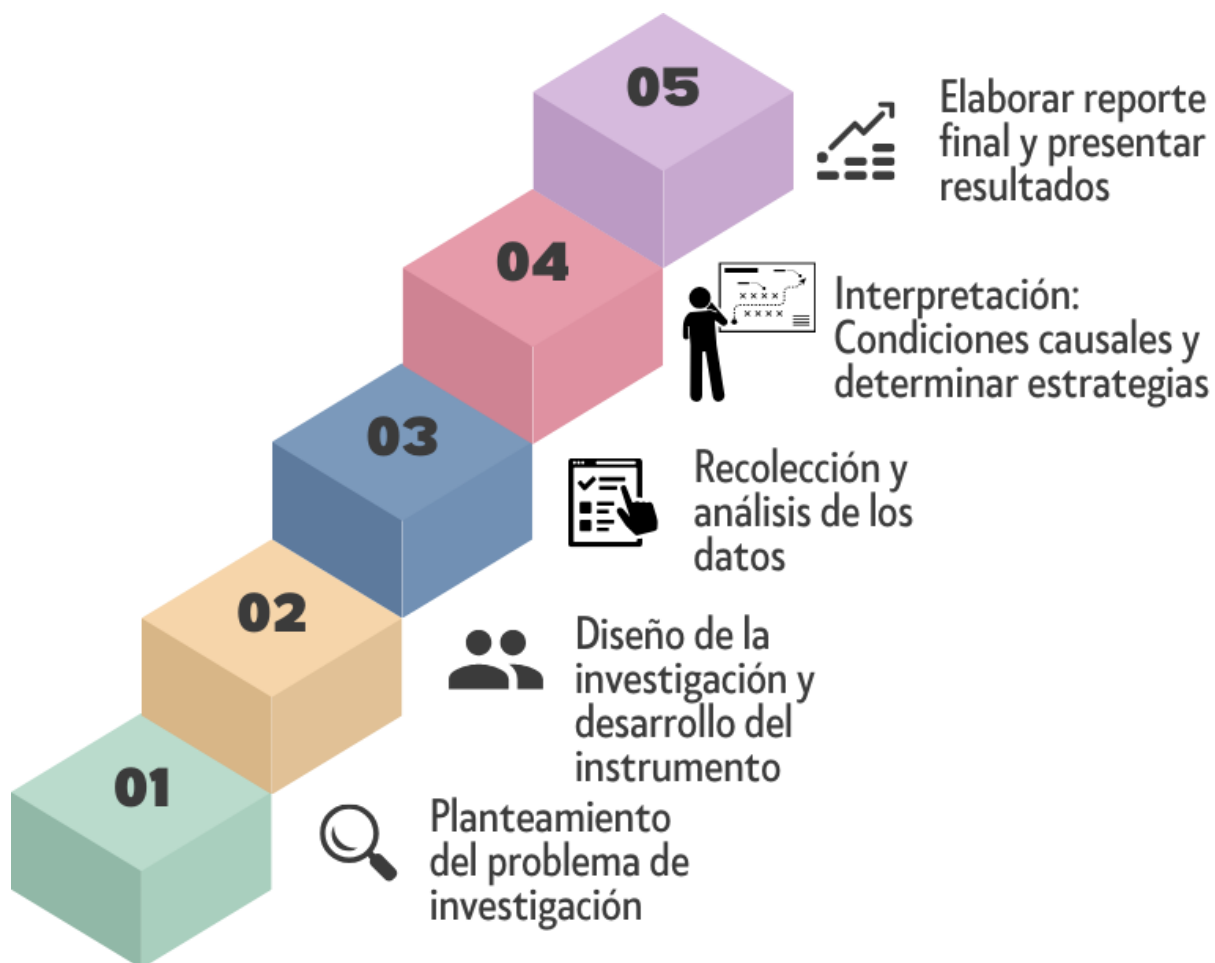 05
Elaborar reporte
final y presentar
resultados
04
Interpretación:
Condiciones causales y
determinar estrategias
03
Recolección y
análisis de los
datos
02
Diseño de la
investigación y
desarrollo del
instrumento
01
Planteamiento
del problema de
investigación